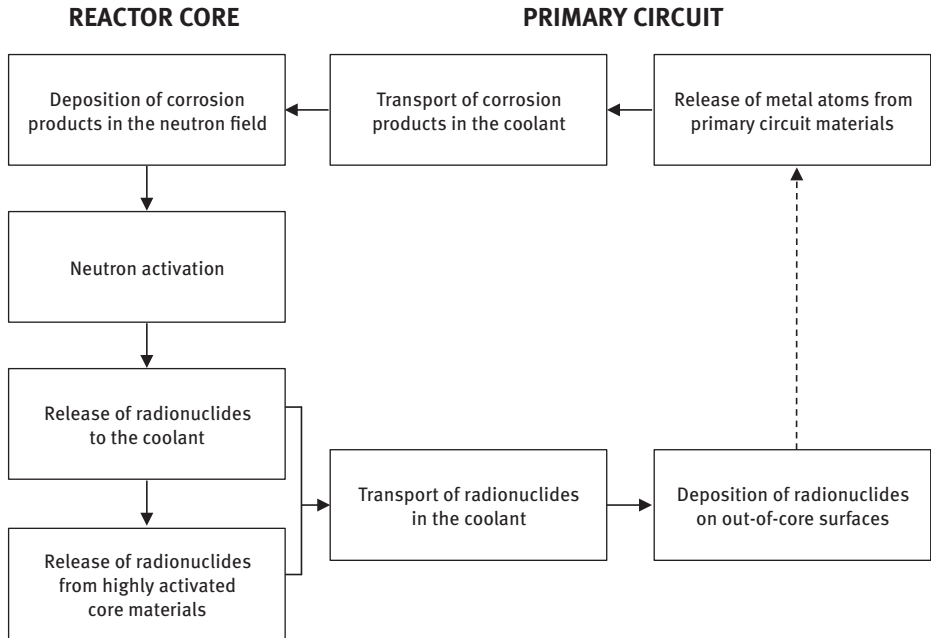 REACTOR CORE
PRIMARY CIRCUIT
Deposition of corrosion
products in the neutron field
Transport of corrosion
products in the coolant
Release of metal atoms from
primary circuit materials
Neutron activation
Release of radionuclides
to the coolant
Transport of radionuclides
in the coolant
Deposition of radionuclides
on out-of-core surfaces
Release of radionuclides
from highly activated
core materials